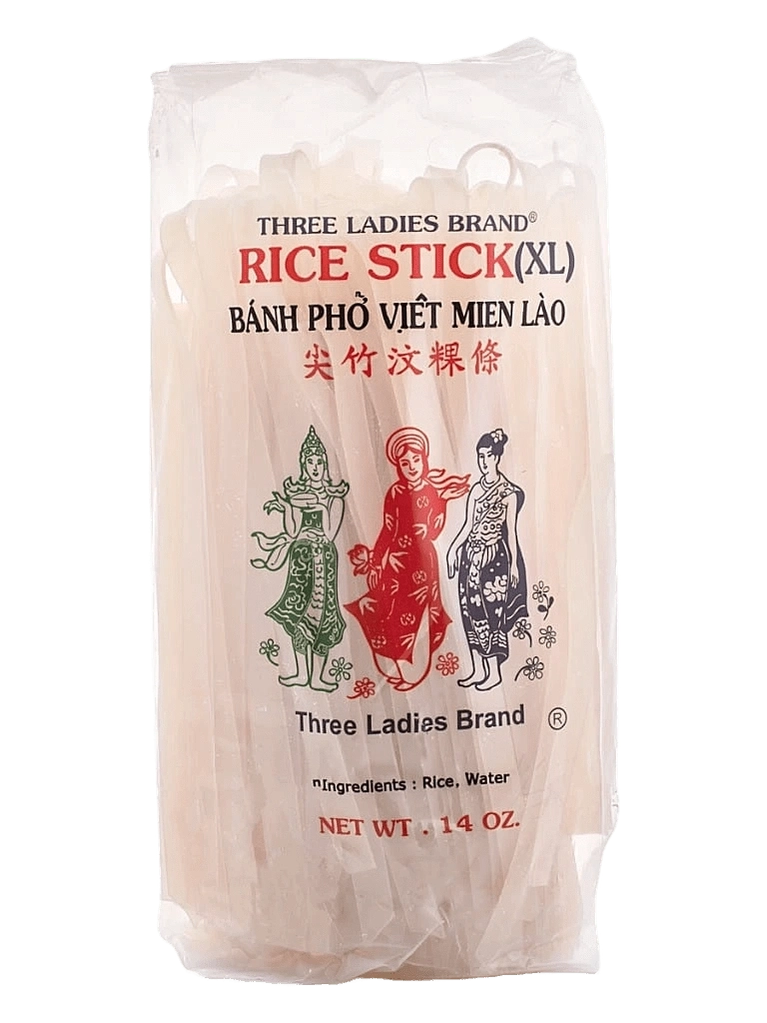 THREE LADIES BRAND®
RICE STICK(XL)
BÁNH PHỞ VIỆT MIEN LÀO
尖竹汶粿條
Three Ladies Brand ®
Ingredients : Rice, Water
NET WT . 14 OZ.